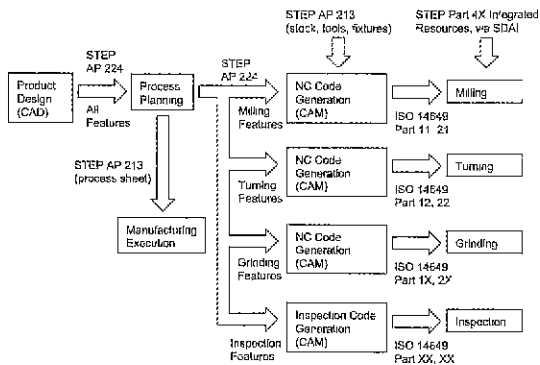 STEP AP 213
(stock, tools, fixtures)
STEP Part 4X Integrated
Resources, via SDAI
STEP
AP 224
STEP
AP 224
Product
Design
(CAD)
All
Features
Process
Planning
Milling
Features
NC Code
Generation
(CAM)
ISO 14649
Part 11, 21
Milling
STEP AP 213
(process sheet)
Manufacturing
Execution
Turning
Features
NC Code
Generation
(CAM)
ISO 14649
Part 12, 22
Turning
Grinding
Features
NC Code
Generation
(CAM)
ISO 14649
Part 1X, 2X
Grinding
Inspection
Features
Inspection Code
Generation
(CAM)
ISO 14649
Part XX, XX
Inspection